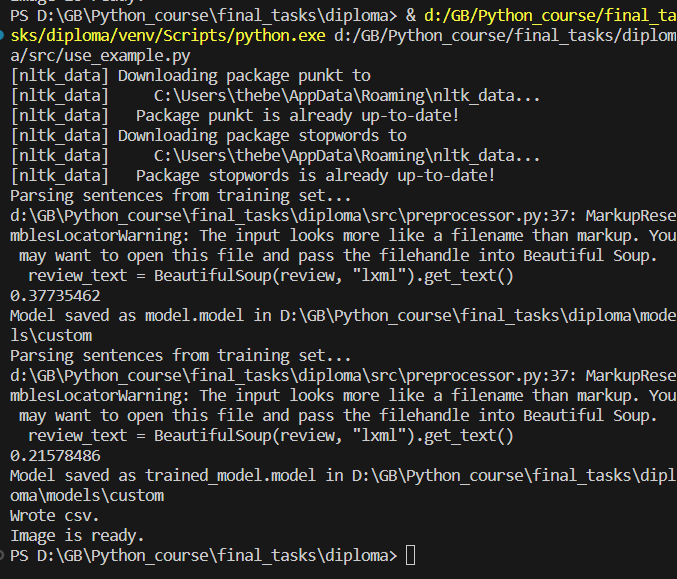 PS D:\GB\Python_course\final_tasks\diploma> & d:/GB/Python_course/final_ta
sks/diploma/venv/Scripts/python.exe d:/GB/Python_course/final_tasks/diplom
a/src/use_example.py
[nltk_data] Downloading package punkt to
[nltk_data]     C:\Users\thebe\AppData\Roaming\nltk_data...
[nltk_data]   Package punkt is already up-to-date!
[nltk_data] Downloading package stopwords to
[nltk_data]     C:\Users\thebe\AppData\Roaming\nltk_data...
[nltk_data]   Package stopwords is already up-to-date!
Parsing sentences from training set...
d:\GB\Python_course\final_tasks\diploma\src\preprocessor.py:37: MarkupRese
mblesLocatorWarning: The input looks more like a filename than markup. You
 may want to open this file and pass the filehandle into Beautiful Soup.
  review_text = BeautifulSoup(review, "lxml").get_text()
0.37735462
Model saved as model.model in D:\GB\Python_course\final_tasks\diploma\mode
ls\custom
Parsing sentences from training set...
d:\GB\Python_course\final_tasks\diploma\src\preprocessor.py:37: MarkupRese
mblesLocatorWarning: The input looks more like a filename than markup. You
 may want to open this file and pass the filehandle into Beautiful Soup.
  review_text = BeautifulSoup(review, "lxml").get_text()
0.21578486
Model saved as trained_model.model in D:\GB\Python_course\final_tasks\dipl
oma\models\custom
Wrote csv.
Image is ready.
PS D:\GB\Python_course\final_tasks\diploma>